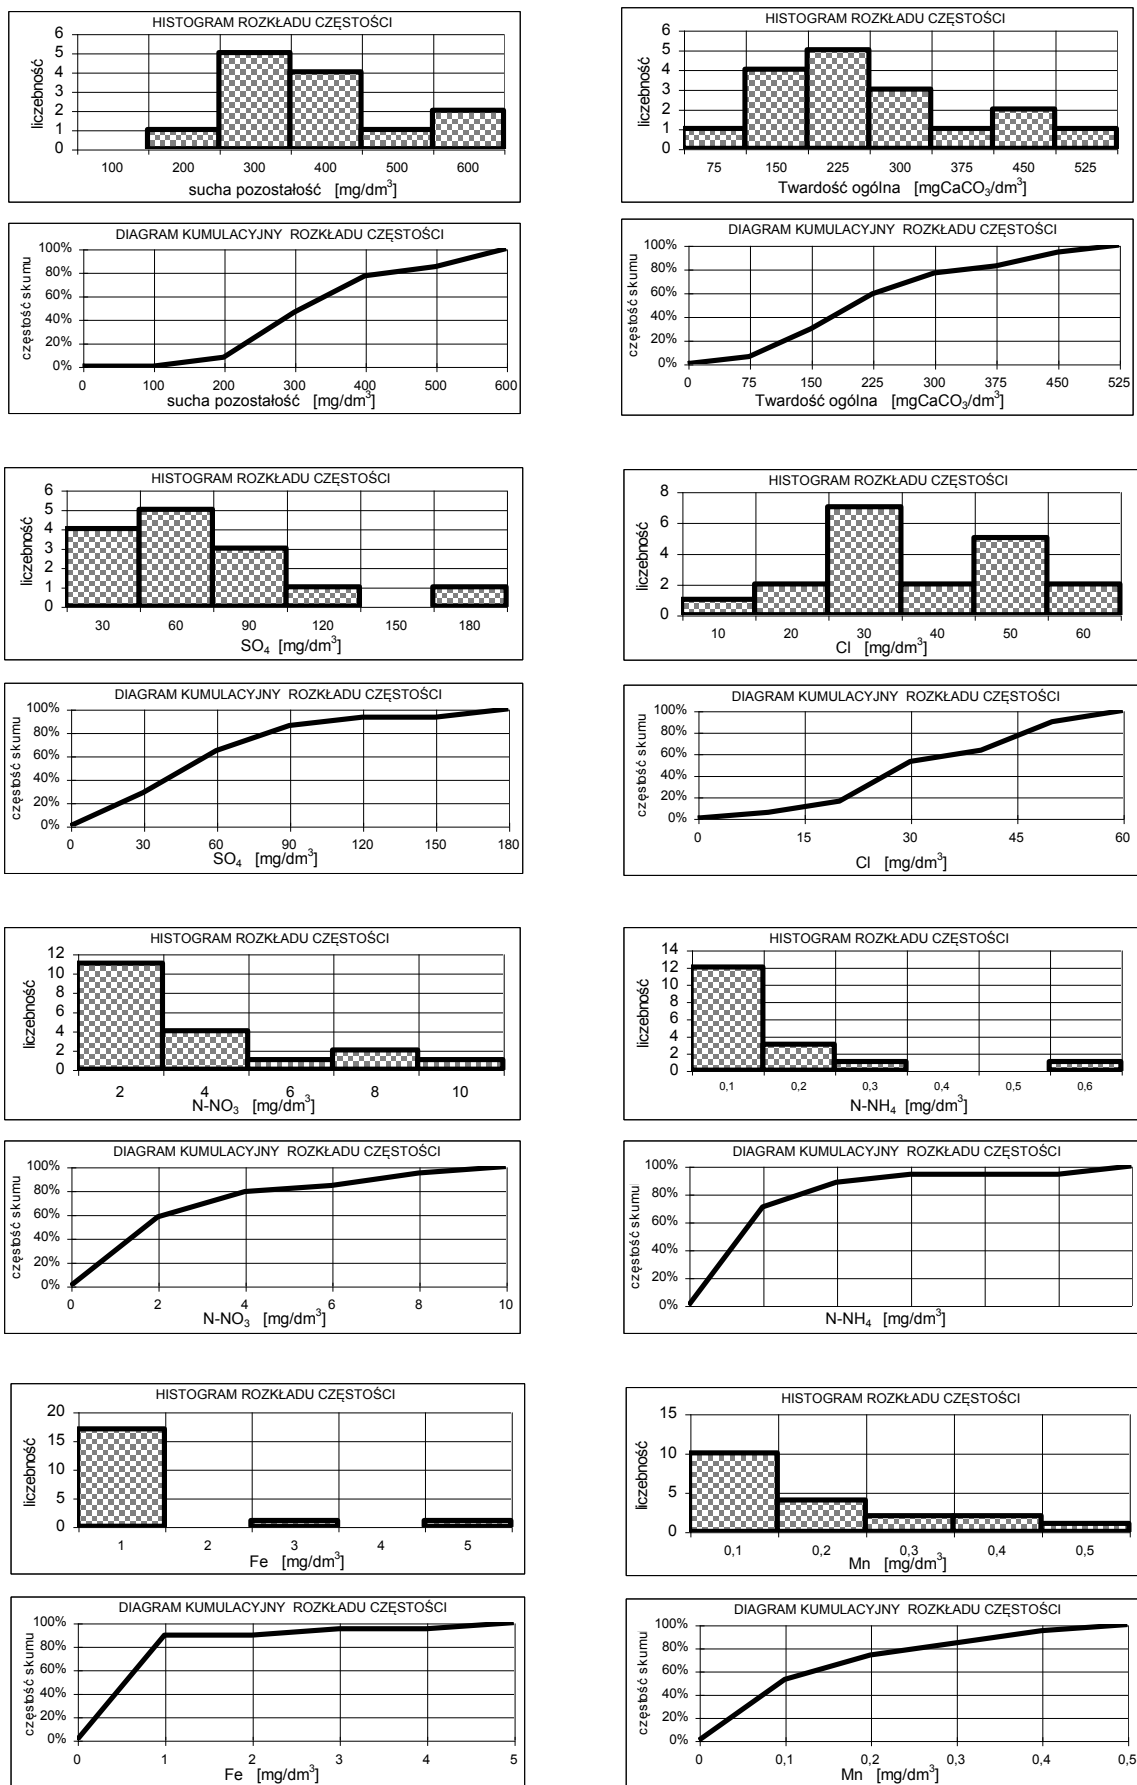 HISTOGRAM ROZKŁADU CZĘSTOŚCI
6
5
4
3
2
1
0
liczebność
100 200 300 400 500 600
sucha pozostałość [mg/dm³]
HISTOGRAM ROZKŁADU CZĘSTOŚCI
6
5
4
3
2
1
0
liczebność
75 150 225 300 375 450 525
Twardość ogólna [mgCaCO₃/dm³]
DIAGRAM KUMULACYJNY ROZKŁADU CZĘSTOŚCI
100%
80%
60%
40%
20%
0%
częstość skumu
0 100 200 300 400 500 600
sucha pozostałość [mg/dm³]
DIAGRAM KUMULACYJNY ROZKŁADU CZĘSTOŚCI
100%
80%
60%
40%
20%
0%
częstość skumu
0 75 150 225 300 375 450 525
Twardość ogólna [mgCaCO₃/dm³]
HISTOGRAM ROZKŁADU CZĘSTOŚCI
6
5
4
3
2
1
0
liczebność
30 60 90 120 150 180
SO₄ [mg/dm³]
HISTOGRAM ROZKŁADU CZĘSTOŚCI
8
6
4
2
0
liczebność
10 20 30 40 50 60
Cl [mg/dm³]
DIAGRAM KUMULACYJNY ROZKŁADU CZĘSTOŚCI
100%
80%
60%
40%
20%
0%
częstość skumu
0 30 60 90 120 150 180
SO₄ [mg/dm³]
DIAGRAM KUMULACYJNY ROZKŁADU CZĘSTOŚCI
100%
80%
60%
40%
20%
0%
częstość skumu
0 15 30 45 60
Cl [mg/dm³]
HISTOGRAM ROZKŁADU CZĘSTOŚCI
12
10
8
6
4
2
0
liczebność
2 4 6 8 10
N-NO₃ [mg/dm³]
HISTOGRAM ROZKŁADU CZĘSTOŚCI
14
12
10
8
6
4
2
0
liczebność
0,1 0,2 0,3 0,4 0,5 0,6
N-NH₄ [mg/dm³]
DIAGRAM KUMULACYJNY ROZKŁADU CZĘSTOŚCI
100%
80%
60%
40%
20%
0%
częstość skumu
0 2 4 6 8 10
N-NO₃ [mg/dm³]
DIAGRAM KUMULACYJNY ROZKŁADU CZĘSTOŚCI
100%
80%
60%
40%
20%
0%
częstość skumul
N-NH₄ [mg/dm³]
HISTOGRAM ROZKŁADU CZĘSTOŚCI
20
15
10
5
0
liczebność
1 2 3 4 5
Fe [mg/dm³]
HISTOGRAM ROZKŁADU CZĘSTOŚCI
15
10
5
0
liczebność
0,1 0,2 0,3 0,4 0,5
Mn [mg/dm³]
DIAGRAM KUMULACYJNY ROZKŁADU CZĘSTOŚCI
100%
80%
60%
40%
20%
0%
częstość skumu
0 1 2 3 4 5
Fe [mg/dm³]
DIAGRAM KUMULACYJNY ROZKŁADU CZĘSTOŚCI
100%
80%
60%
40%
20%
0%
częstość skumu
0 0,1 0,2 0,3 0,4 0,5
Mn [mg/dm³]